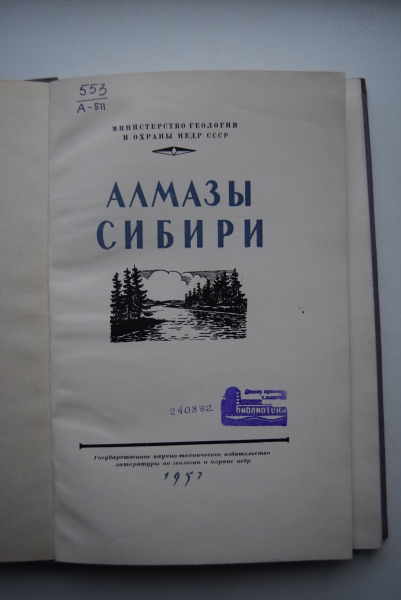 553
А-511
МИНИСТЕРСТВО ГЕОЛОГИИ
И ОХРАНЫ НЕДР СССР
АЛМАЗЫ
СИБИРИ
240832
библиотека
Государственное научно-техническое издательство
литературы по геологии и охране недр
1957